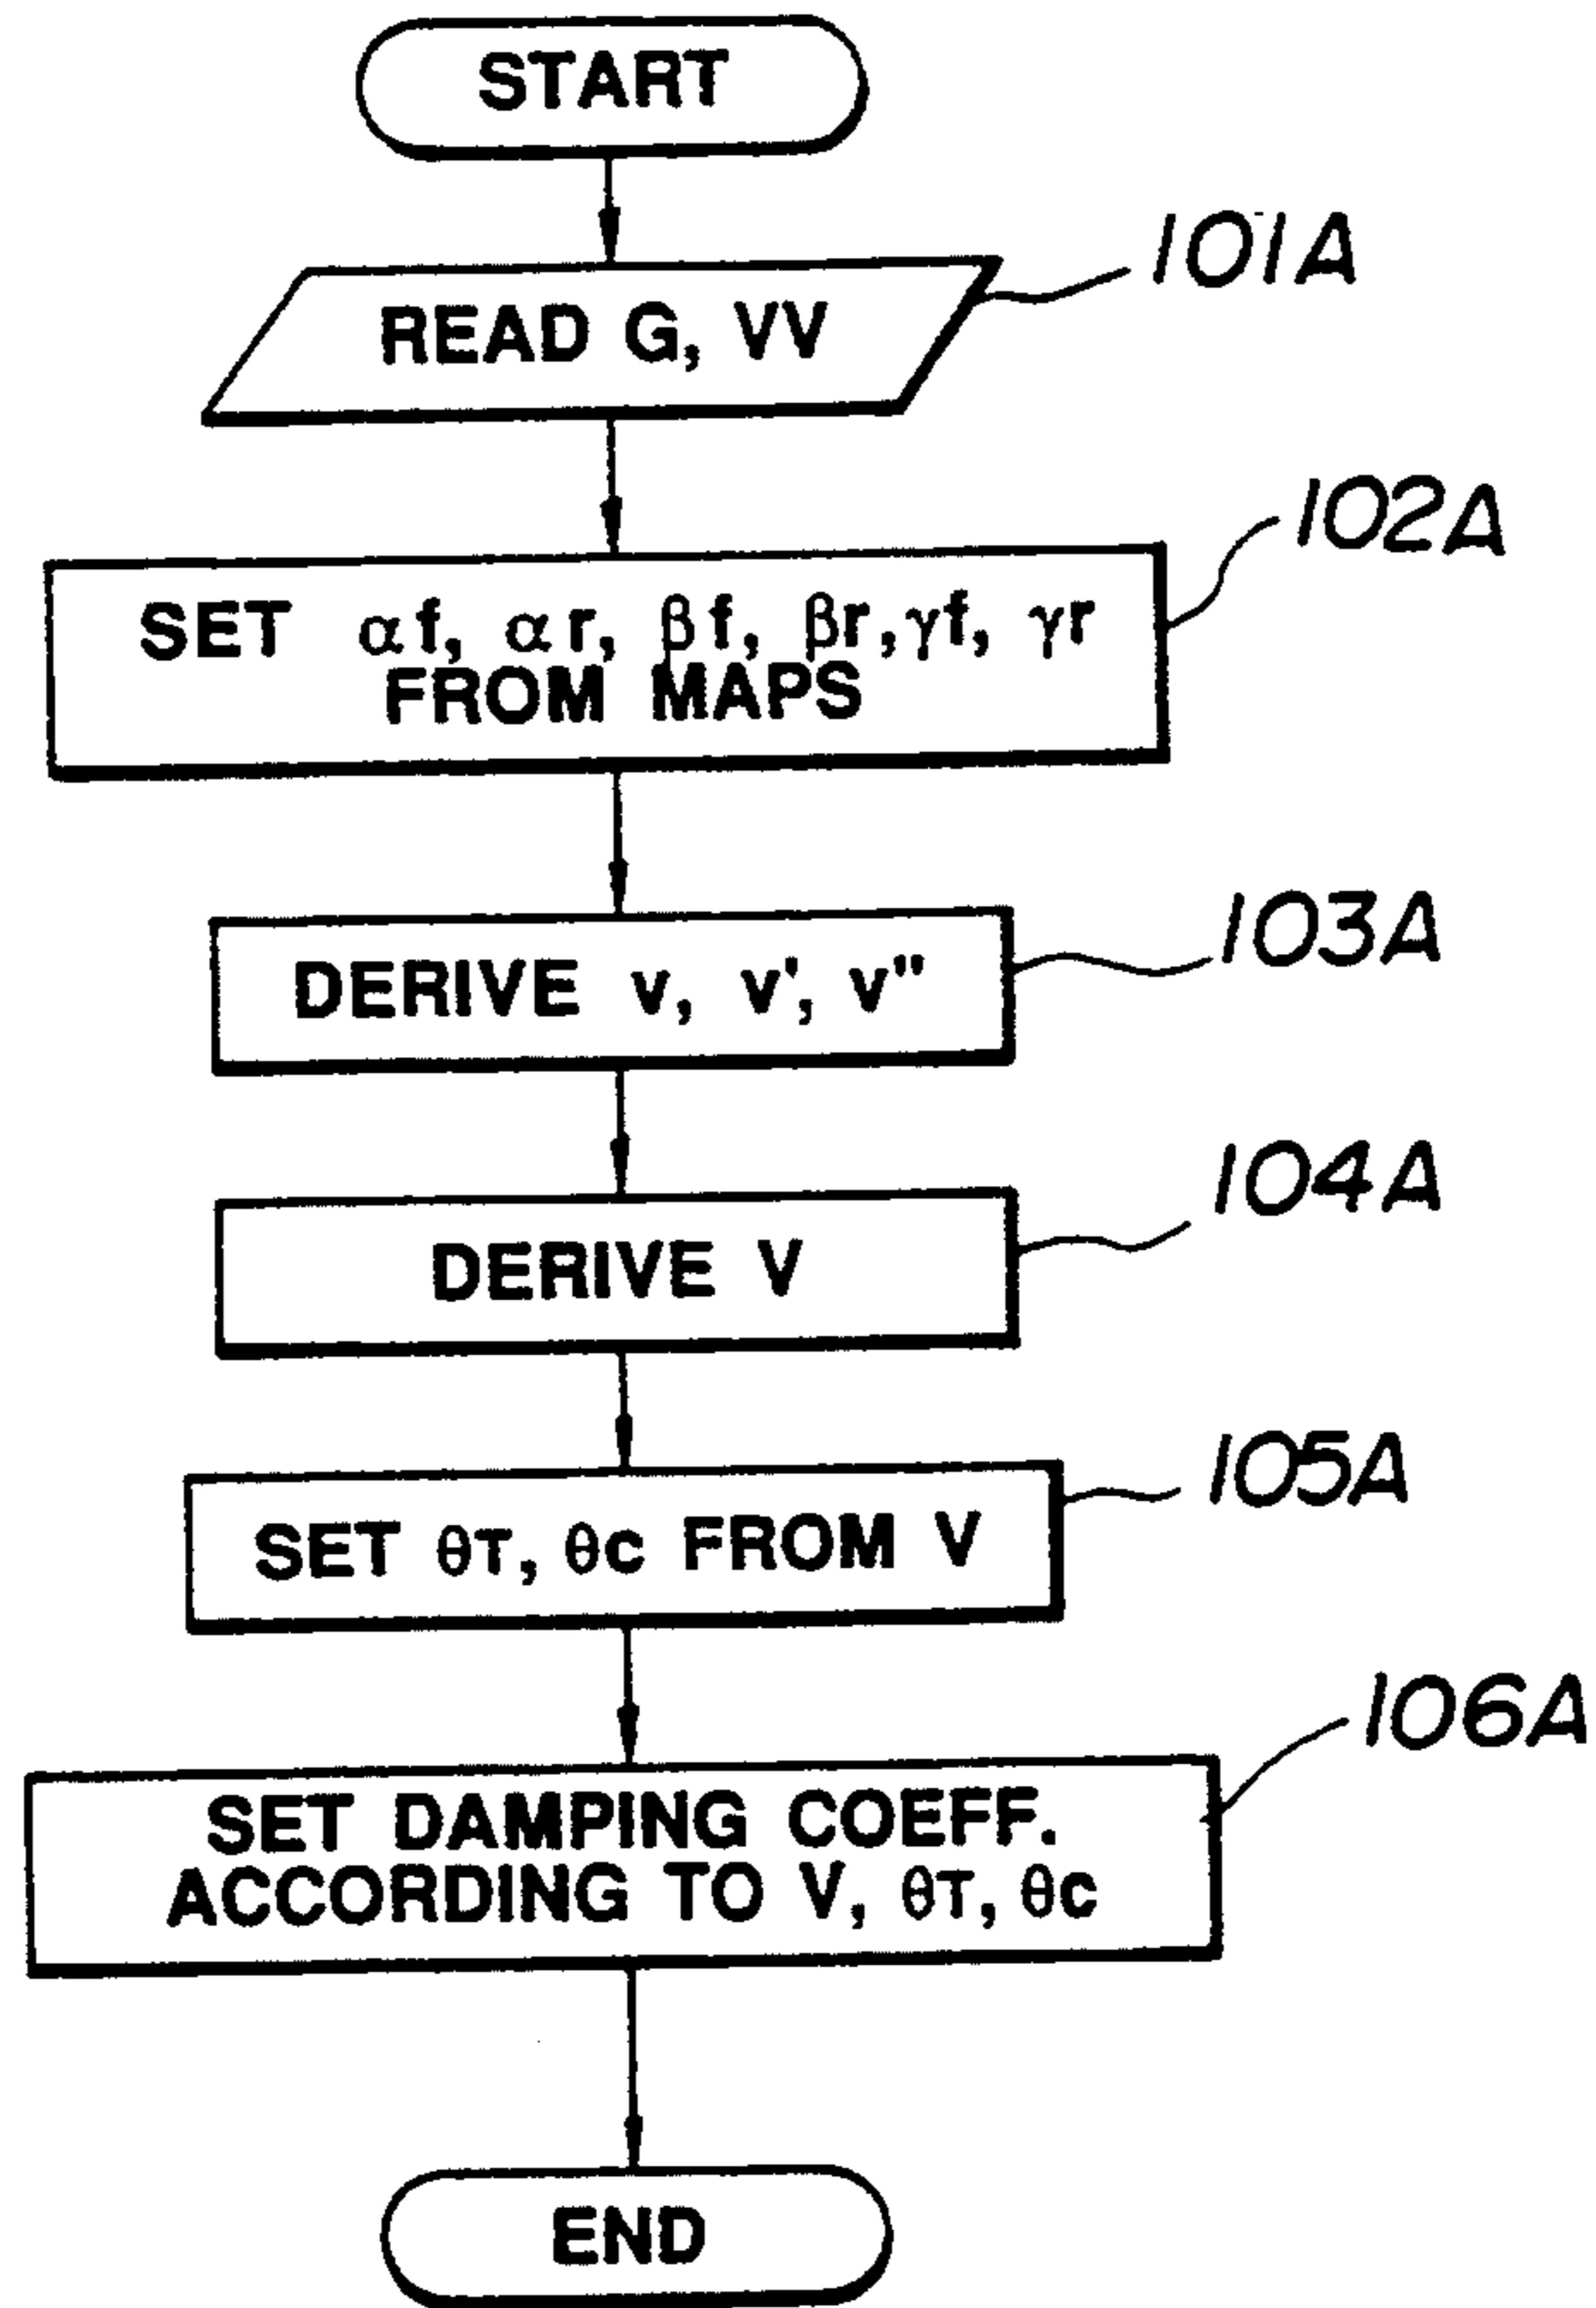 START
101A
READ G, VV
102A
SET αf, αr, βf, βr, γf, γr
FROM MAPS
103A
DERIVE v, v', v"
104A
DERIVE V
105A
SET θT, θC FROM V
106A
SET DAMPING COEFF.
ACCORDING TO V, θT, θC
END